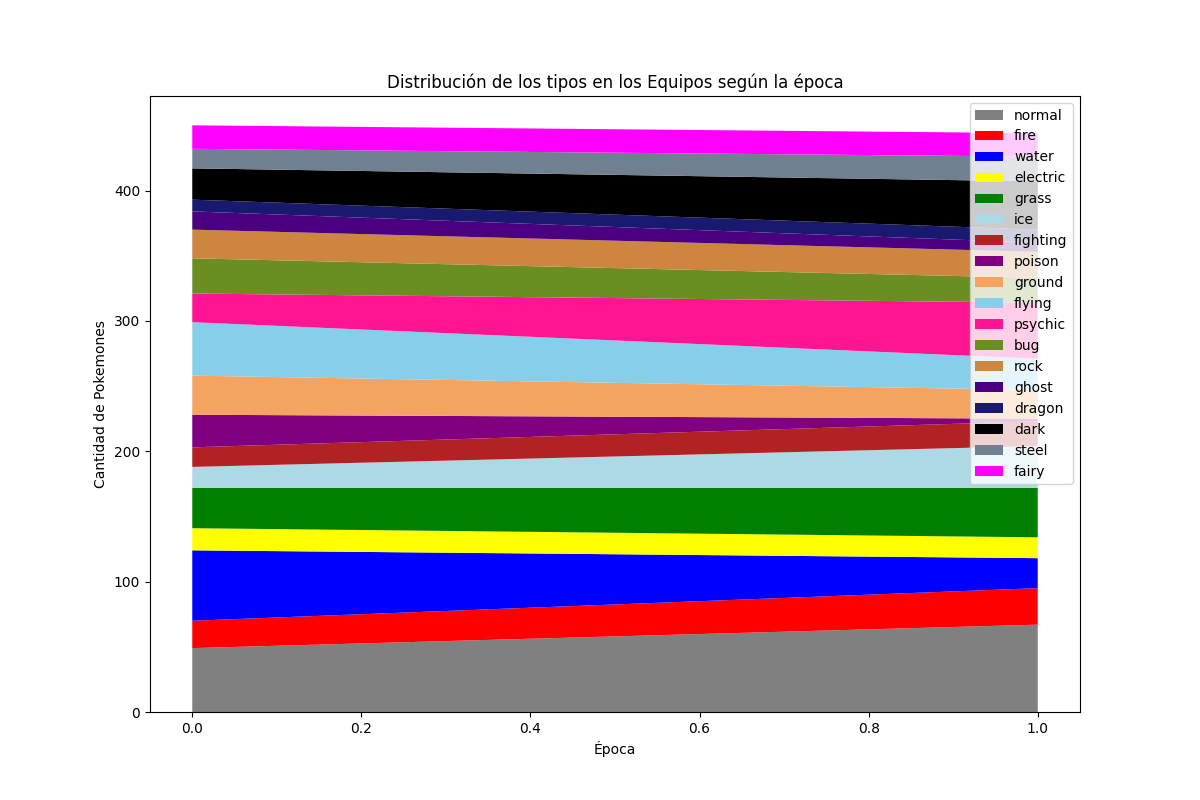 Distribución de los tipos en los Equipos según la época
Cantidad de Pokemones
400
300
200
100
0
0.0
0.2
0.4
0.6
0.8
1.0
Época
normal
fire
water
electric
grass
ice
fighting
poison
ground
flying
psychic
bug
rock
ghost
dragon
dark
steel
fairy